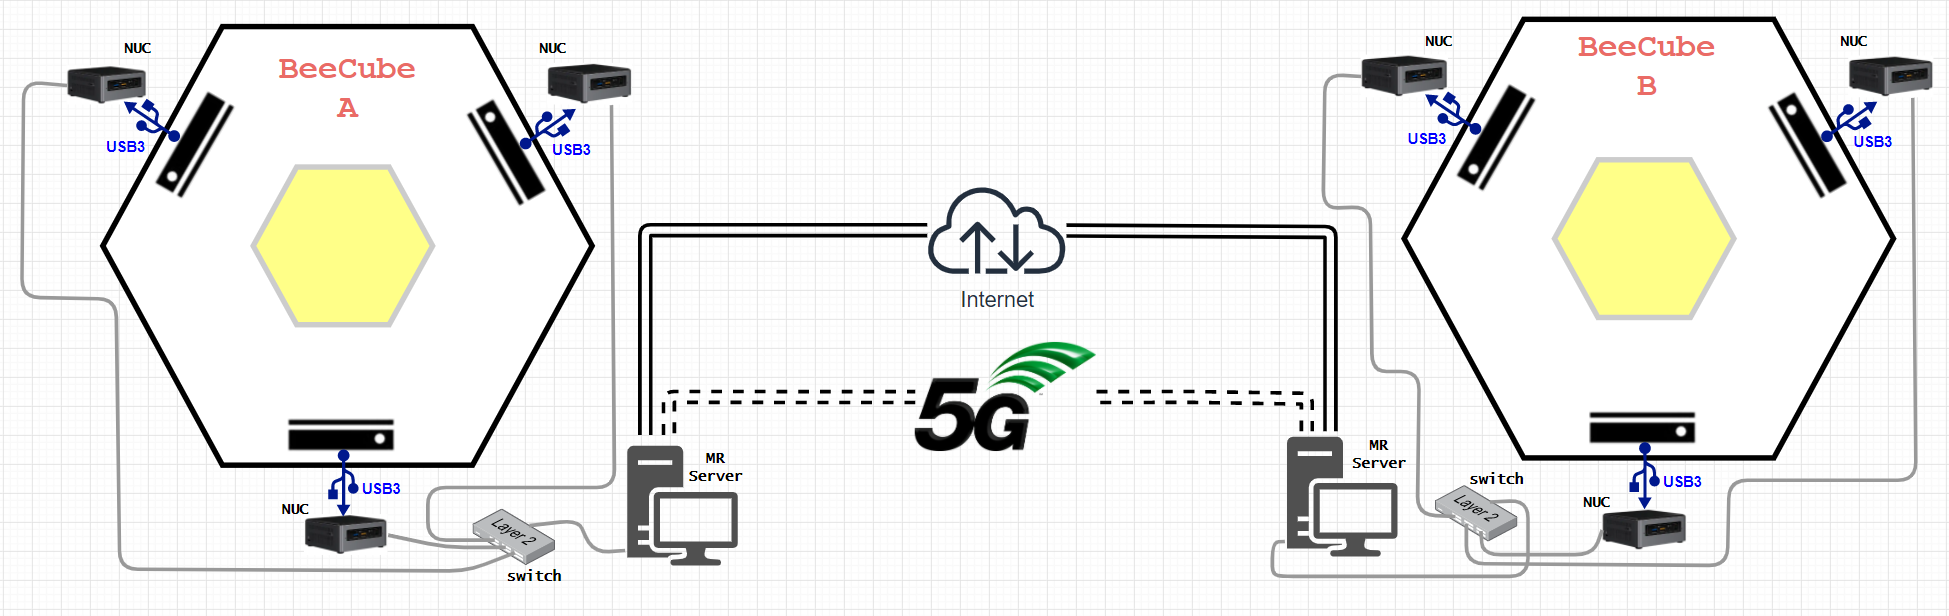 NUC
BeeCube
A
NUC
USB3
USB3
USB3
NUC
Layer 2
switch
MR
Server
Internet
5G
NUC
BeeCube
B
NUC
USB3
USB3
MR
Server
switch
Layer 2
USB3
NUC